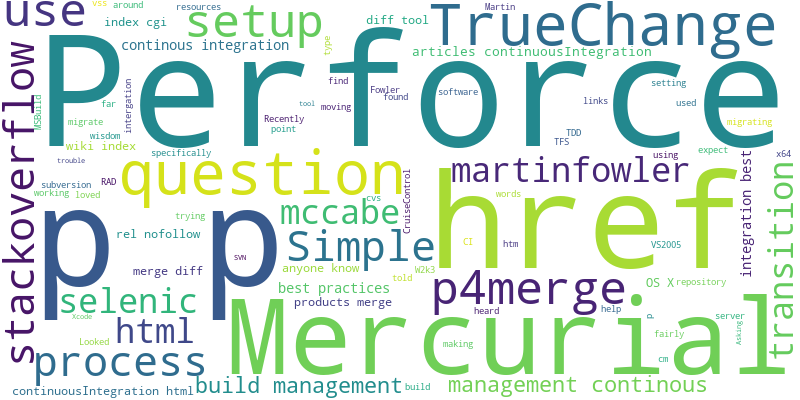 use
vss
around
resources
index cgi
setup
diff tool
Martin
TrueChange
continous integration
type
articles continuousIntegration
stackoverflow
MSBuild
Perforce
far
migrate
intergration
find
moving
Fowler
found
software
setting
links
used
Recently
point
tool
migrating
wisdom
wiki index
specifically
TDD
TFS
trouble
question
martinfowler
using
expect
x64
integration best
transition
subversion
RAD
working
loved
trying
p p
mccabe
cvs
CruiseControl
href
words
rel nofollow
Simple
CI
htm
VS2005
svn
merge diff
anyone know
W2k3
told
p4merge
OS X
repository
selenic
best practices
products merge
heard
help
P
Xcode
html
Mercurial
server
Asking
Looked
making
fairly
cm
process
continuousIntegration html
build management
build
management continous